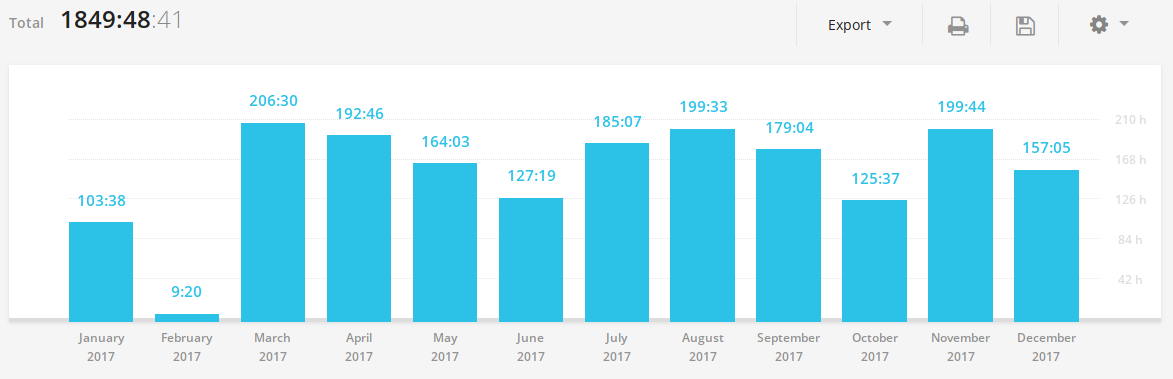 Total 1849:48:41 Export
206:30
199:33 199:44
192:46
185:07
179:04
210 h
164:03
157:05
168 h
127:19
125:37
103:38
126 h
84 h
42 h
9:20
January February March April May June July August September October November December
2017 2017 2017 2017 2017 2017 2017 2017 2017 2017 2017 2017